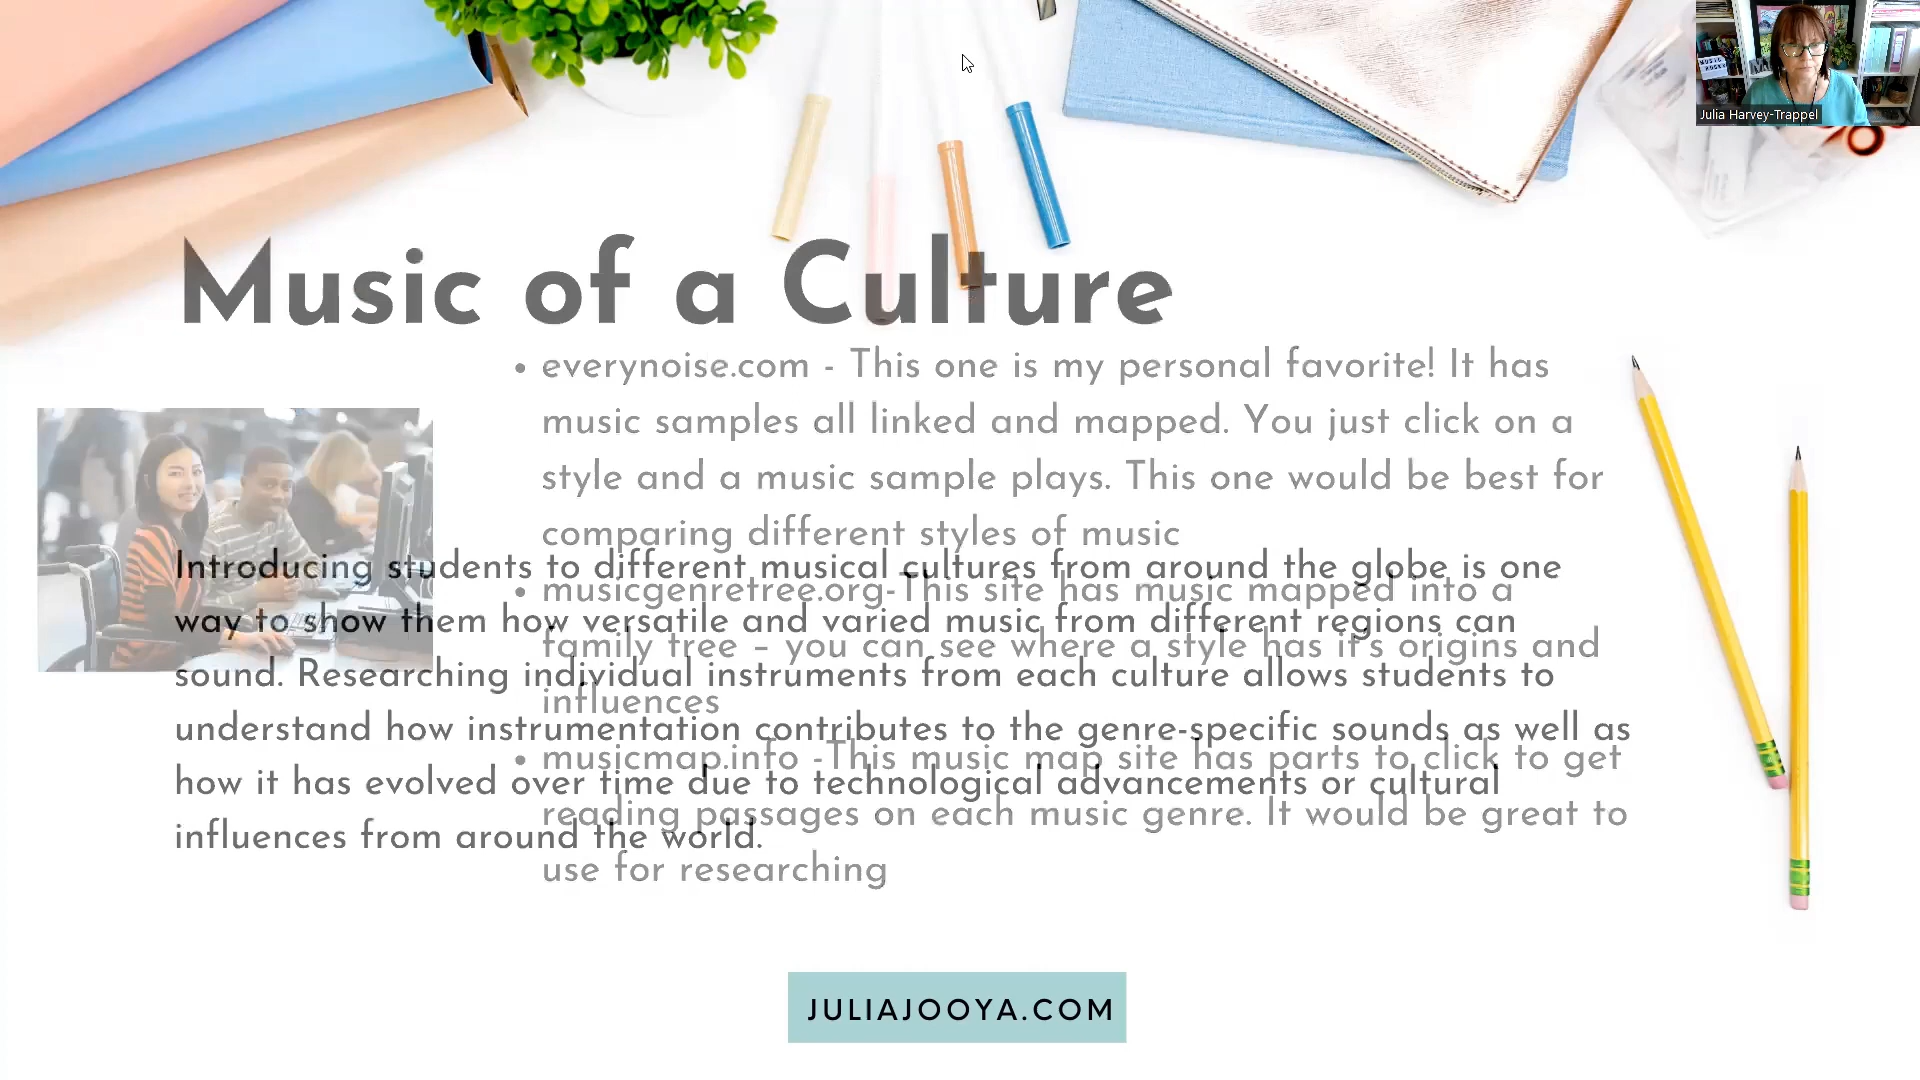 MUSIC
ROCKS
Julia Harvey-Trappel
Music of a Culture
• everynoise.com - This one is my personal favorite! It has
music samples all linked and mapped. You just click on a
style and a music sample plays. This one would be best for
comparing different styles of music
• musicgenretree.org-This site has music mapped into a
family tree – you can see where a style has it's origins and
influences
• musicmap.info -This music map site has parts to click to get
reading passages on each music genre. It would be great to
use for researching
Introducing students to different musical cultures from around the globe is one
way to show them how versatile and varied music from different regions can
sound. Researching individual instruments from each culture allows students to
understand how instrumentation contributes to the genre-specific sounds as well as
how it has evolved over time due to technological advancements or cultural
influences from around the world.
JULIAJOOYA.COM